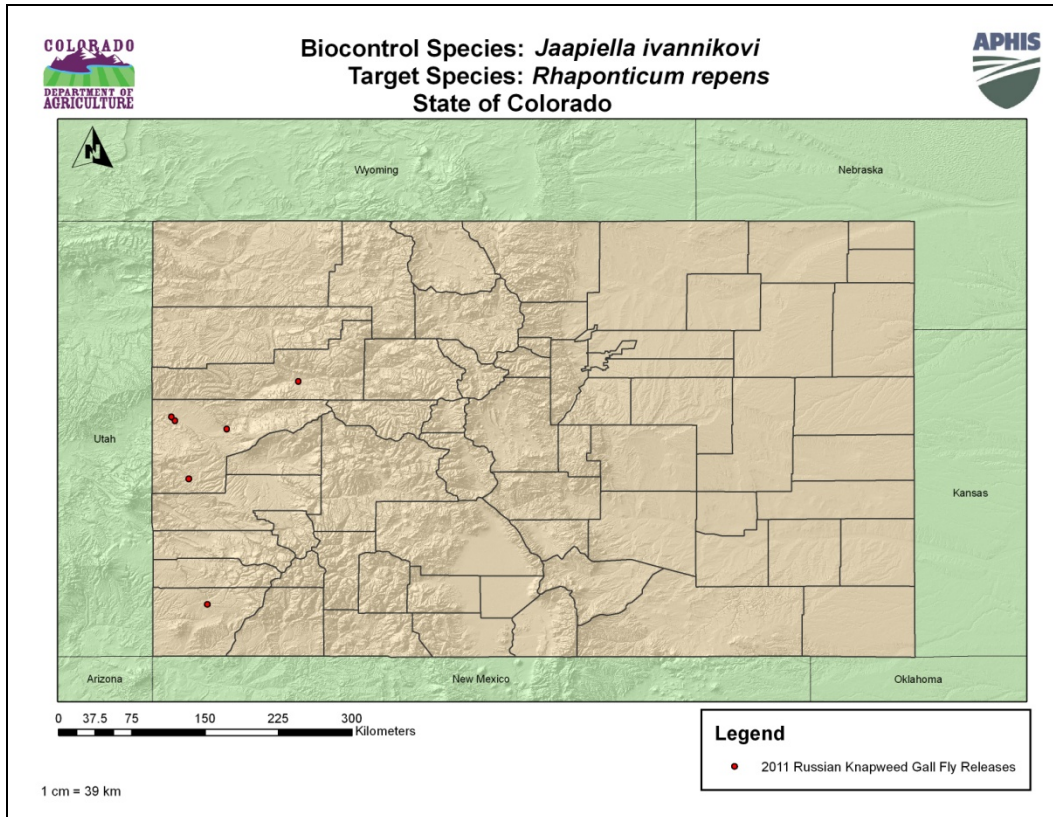 COLORADO
DEPARTMENT OF
AGRICULTURE
Biocontrol Species: Jaapiella ivannikovi
Target Species: Rhaponticum repens
State of Colorado
APHIS
N
Wyoming
Nebraska
Utah
Kansas
Arizona
New Mexico
Oklahoma
0 37.5 75 150 225 300
Kilometers
Legend
2011 Russian Knapweed Gall Fly Releases
1 cm = 39 km